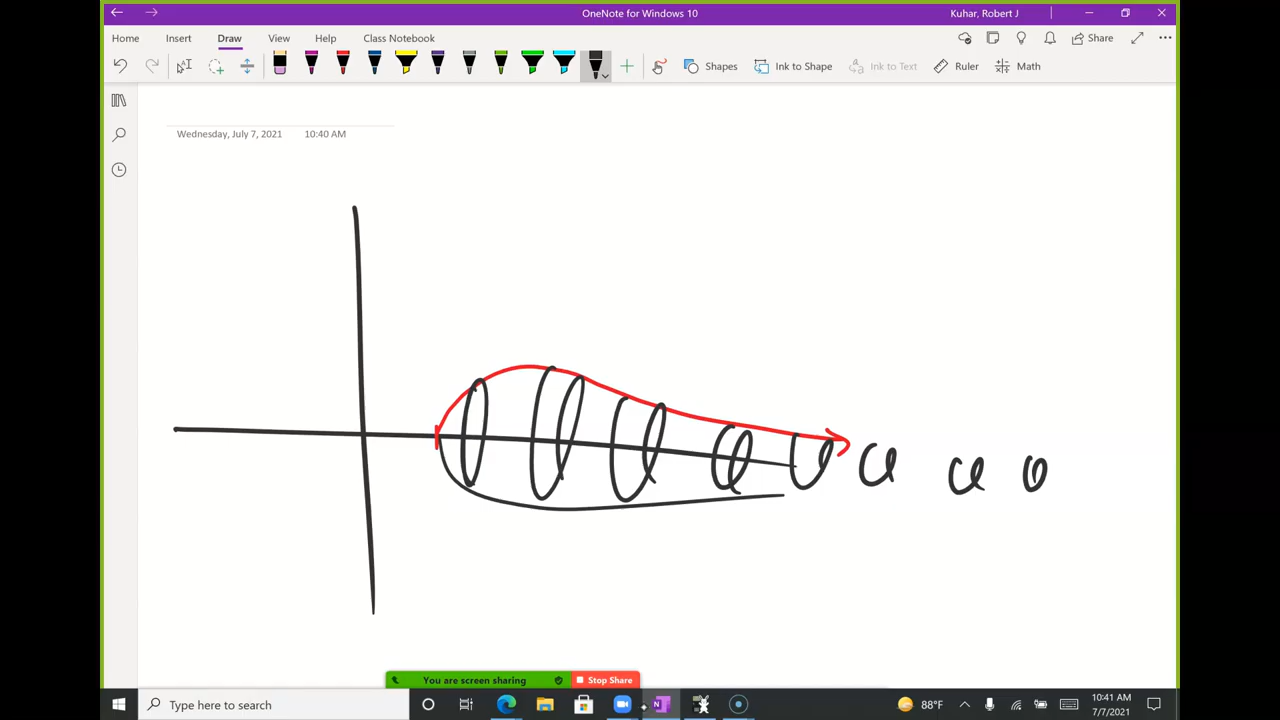 OneNote for Windows 10
Kuhar, Robert J
Home Insert Draw View Help Class Notebook
Share
Shapes Ink to Shape Ink to Text Ruler Math
Wednesday, July 7, 2021 10:40 AM
You are screen sharing Stop Share
Type here to search
88°F
10:41 AM
7/7/2021